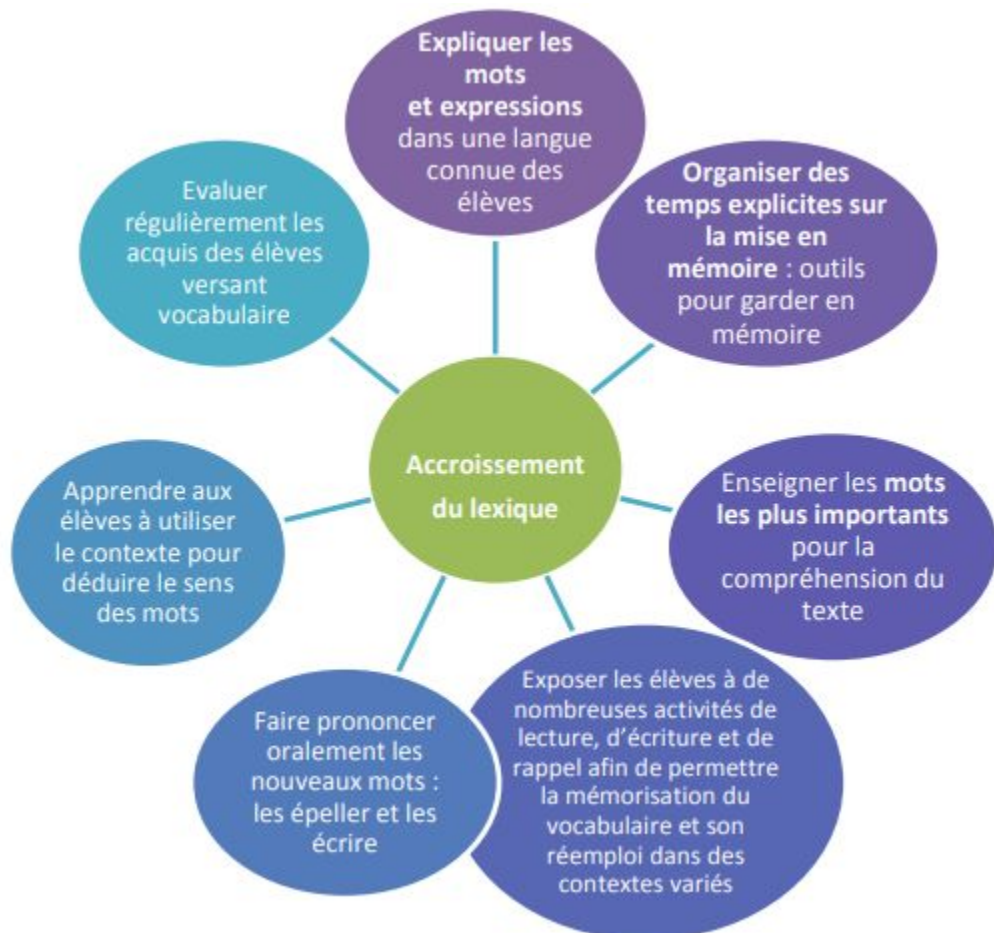 Expliquer les
mots
et expressions
dans une langue
connue des
élèves
Organiser des
temps explicites sur
la mise en
mémoire : outils
pour garder en
mémoire
Enseigner les mots
les plus importants
pour la
compréhension du
texte
Exposer les élèves à de
nombreuses activités de
lecture, d'écriture et de
rappel afin de permettre
la mémorisation du
vocabulaire et son
réemploi dans des
contextes variés
Faire prononcer
oralement les
nouveaux mots :
les épeller et les
écrire
Apprendre aux
élèves à utiliser
le contexte pour
déduire le sens
des mots
Evaluer
régulièrement les
acquis des élèves
versant
vocabulaire
Accroissement
du lexique